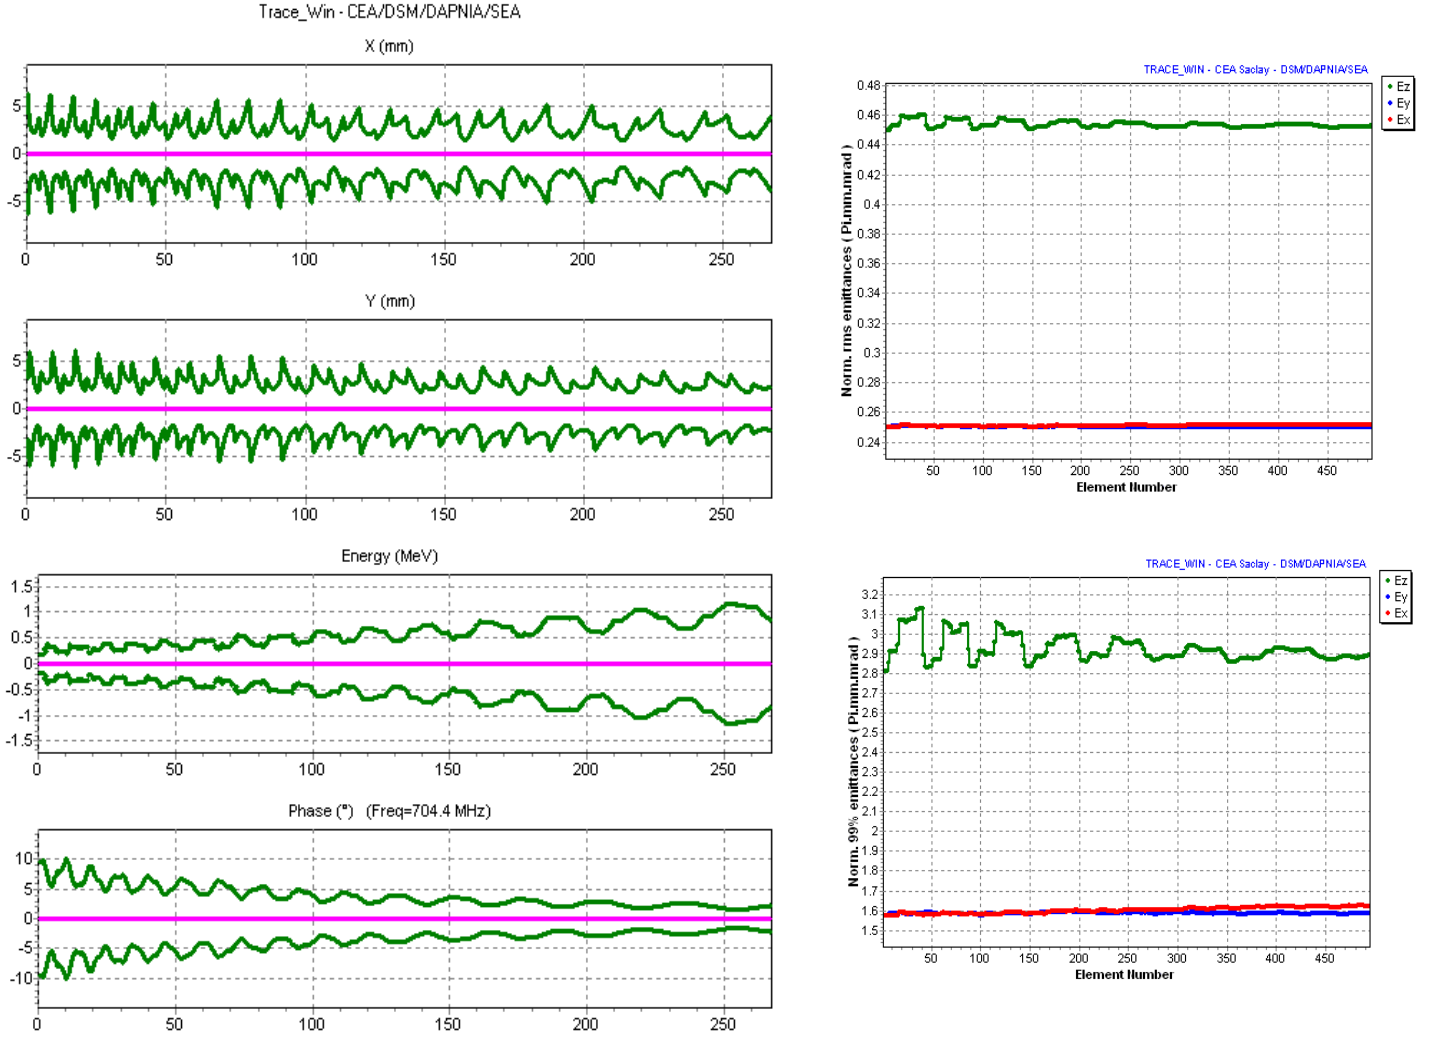 Trace_Win - CEA/DSM/DAPNIA/SEA
X (mm)
5
0
-5
0 50 100 150 200 250
Y (mm)
5
0
-5
0 50 100 150 200 250
Energy (MeV)
1.5
1
0.5
0
-0.5
-1
-1.5
0 50 100 150 200 250
Phase (°) (Freq=704.4 MHz)
10
5
0
-5
-10
0 50 100 150 200 250
TRACE_WIN - CEA Saclay - DSM/DAPNIA/SEA
Ez
Ey
Ex
Norm. rms emittances ( Pi.mm.mrad )
0.48
0.46
0.44
0.42
0.4
0.38
0.36
0.34
0.32
0.3
0.28
0.26
0.24
50 100 150 200 250 300 350 400 450
Element Number
TRACE_WIN - CEA Saclay - DSM/DAPNIA/SEA
Ez
Ey
Ex
Norm. 99% emittances ( Pi.mm.mrad )
3.2
3.1
3
2.9
2.8
2.7
2.6
2.5
2.4
2.3
2.2
2.1
2
1.9
1.8
1.7
1.6
1.5
50 100 150 200 250 300 350 400 450
Element Number